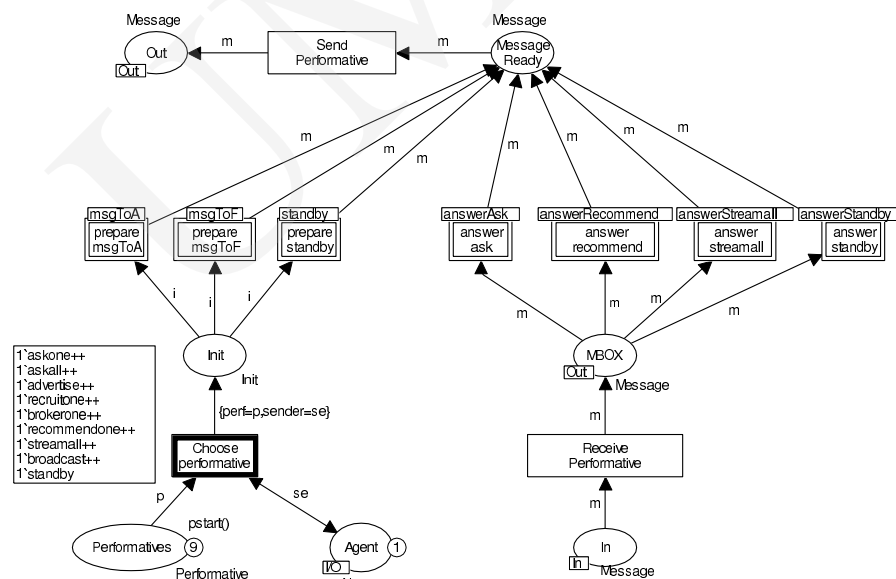 Message
Message
Out
Out
m
Send
Performative
m
Message
Ready
m
m
m
m
m
m
m
msgToA
prepare
msgToA
msgToF
prepare
msgToF
standby
prepare
standby
answerAsk
answer
ask
answerRecommend
answer
recommend
answerStreamall
answer
streamall
answerStandby
answer
standby
i
i
i
m
m
m
m
Init
Init
MBOX
Out
Message
1`askone++
1`askall++
1`advertise++
1`recruitone++
1`brokerone++
1`recommendone++
1`streamall++
1`broadcast++
1`standby
{perf=p,sender=se}
m
Choose
performative
Receive
Performative
p
se
m
pstart()
Performatives
9
Performative
Agent
1
I/O
In
In
Message